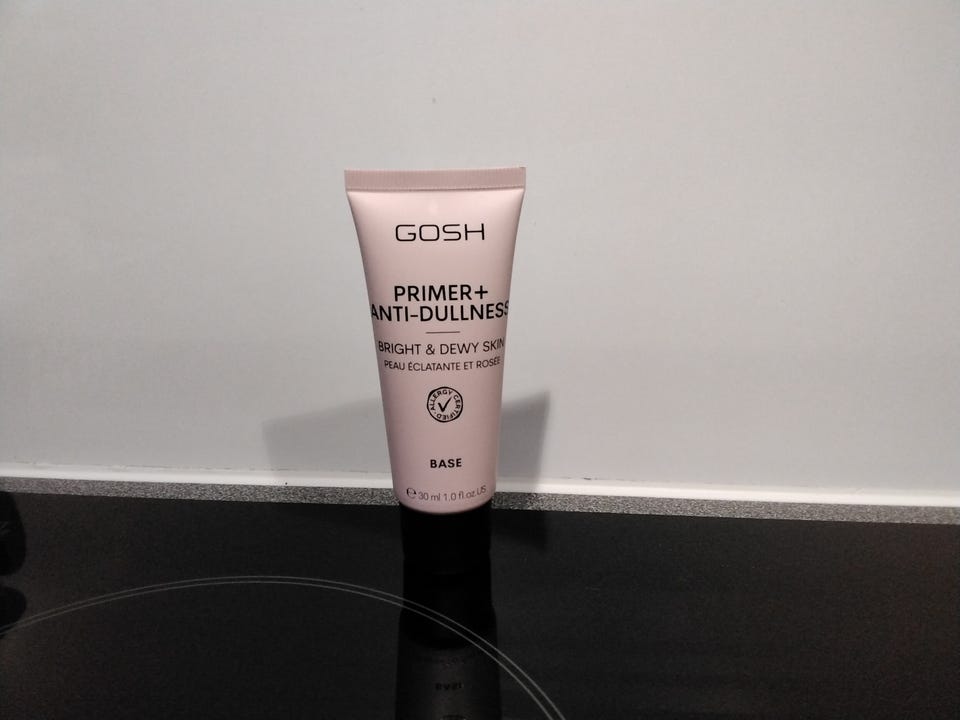 GOSH
PRIMER+
ANTI-DULLNESS
BRIGHT & DEWY SKIN
PEAU ÉCLATANTE ET ROSÉE
ALLERGY CERTIFIED
BASE
℮ 30 ml 1.0 fl.oz.US